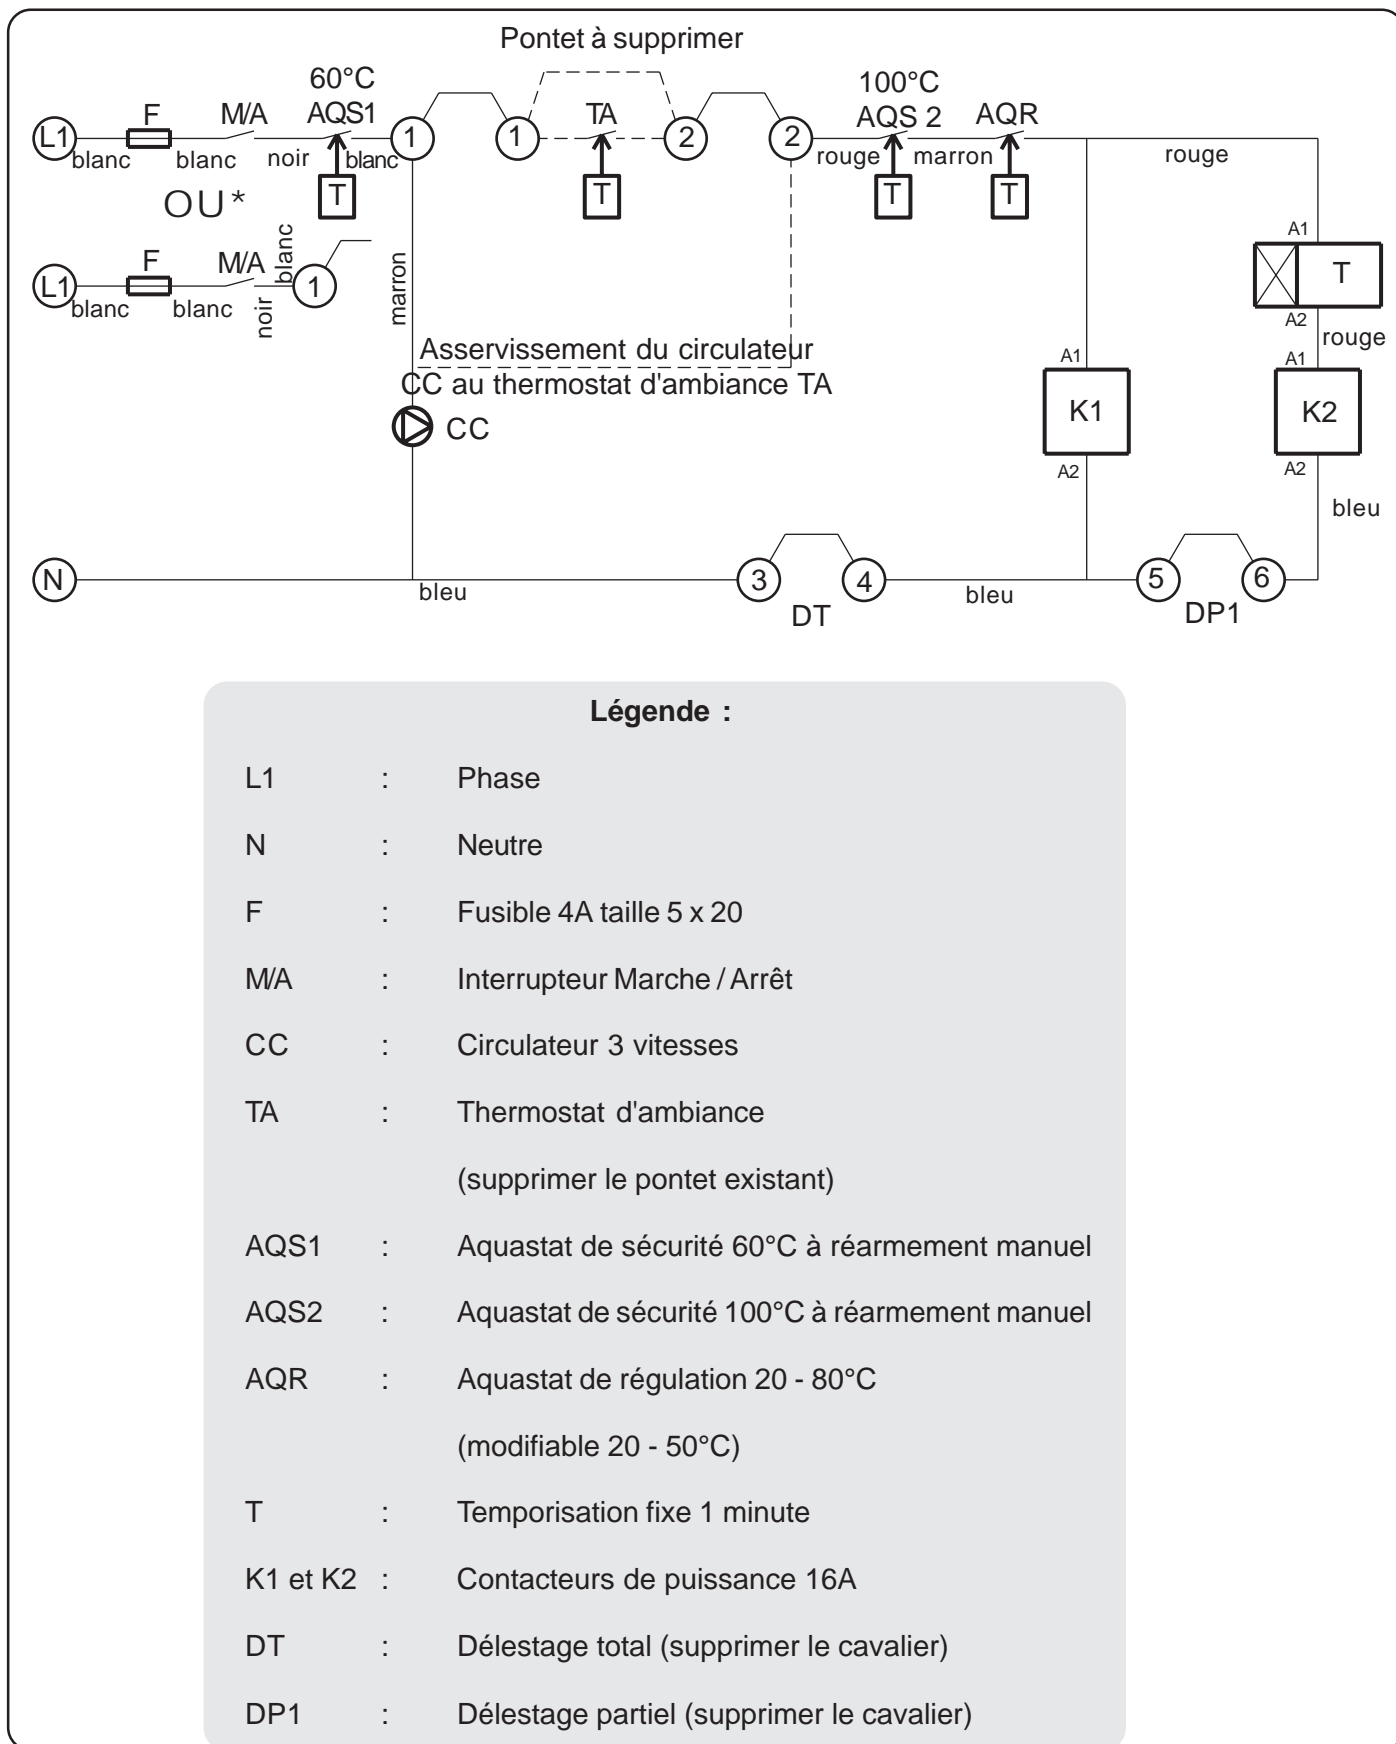 Pontet à supprimer
60°C
100°C
F
M/A
AQS1
TA
AQS 2
AQR
L1
1
1
2
2
blanc
blanc
noir
blanc
rouge
marron
rouge
T
T
T
T
OU*
F
M/A
blanc
L1
1
blanc
blanc
noir
marron
A1
T
A2
rouge
Asservissement du circulateur
CC au thermostat d'ambiance TA
A1
A1
K1
K2
CC
A2
A2
bleu
N
3
4
5
6
bleu
DT
bleu
DP1
Légende :
L1 : Phase
N : Neutre
F : Fusible 4A taille 5 x 20
M/A : Interrupteur Marche / Arrêt
CC : Circulateur 3 vitesses
TA : Thermostat d'ambiance
(supprimer le pontet existant)
AQS1 : Aquastat de sécurité 60°C à réarmement manuel
AQS2 : Aquastat de sécurité 100°C à réarmement manuel
AQR : Aquastat de régulation 20 - 80°C
(modifiable 20 - 50°C)
T : Temporisation fixe 1 minute
K1 et K2 : Contacteurs de puissance 16A
DT : Délestage total (supprimer le cavalier)
DP1 : Délestage partiel (supprimer le cavalier)